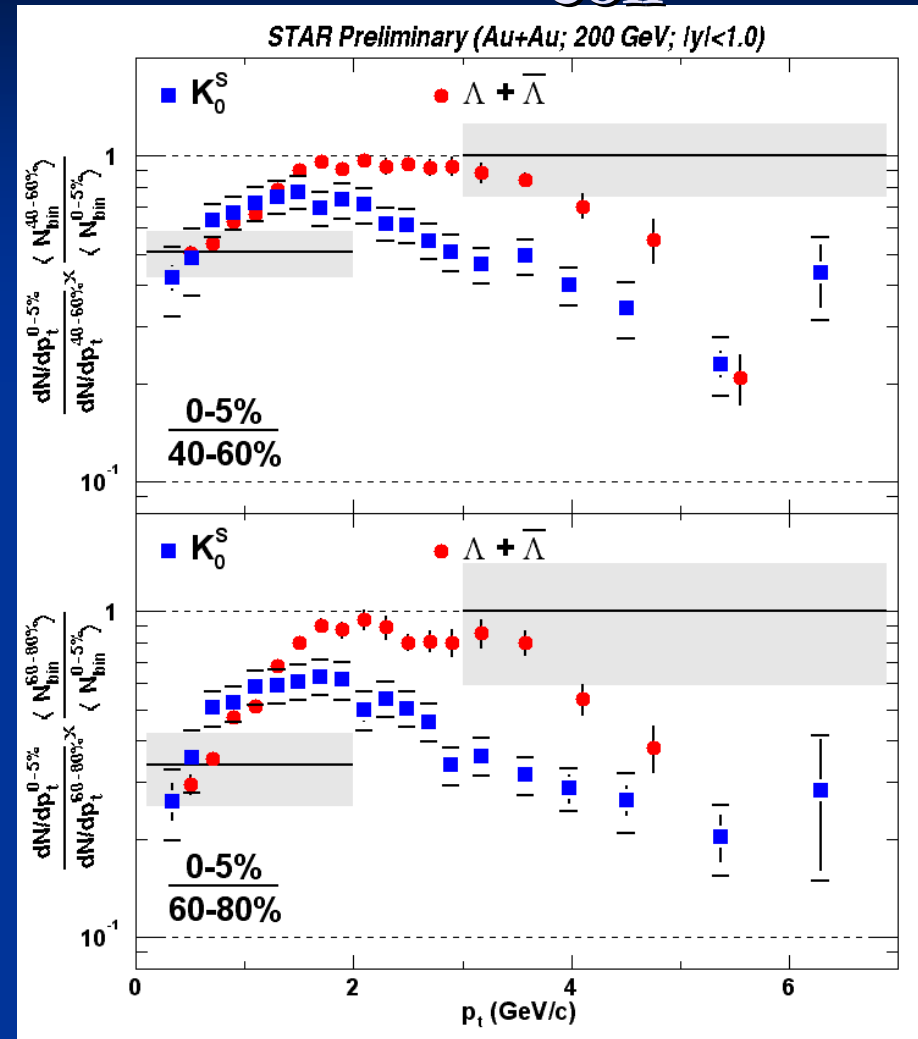 STAR Preliminary (Au+Au; 200 GeV; |y|<1.0)
K₀ˢ
Λ + Λ̅
1
10⁻¹
dN/dpₜ⁰⁻⁵% ⟨ N_bin⁴⁰⁻⁶⁰% ⟩
dN/dpₜ⁴⁰⁻⁶⁰% × ⟨ N_bin⁰⁻⁵% ⟩
0-5%
40-60%
K₀ˢ
Λ + Λ̅
1
10⁻¹
dN/dpₜ⁰⁻⁵% ⟨ N_bin⁶⁰⁻⁸⁰% ⟩
dN/dpₜ⁶⁰⁻⁸⁰% × ⟨ N_bin⁰⁻⁵% ⟩
0-5%
60-80%
0 2 4 6
pₜ (GeV/c)